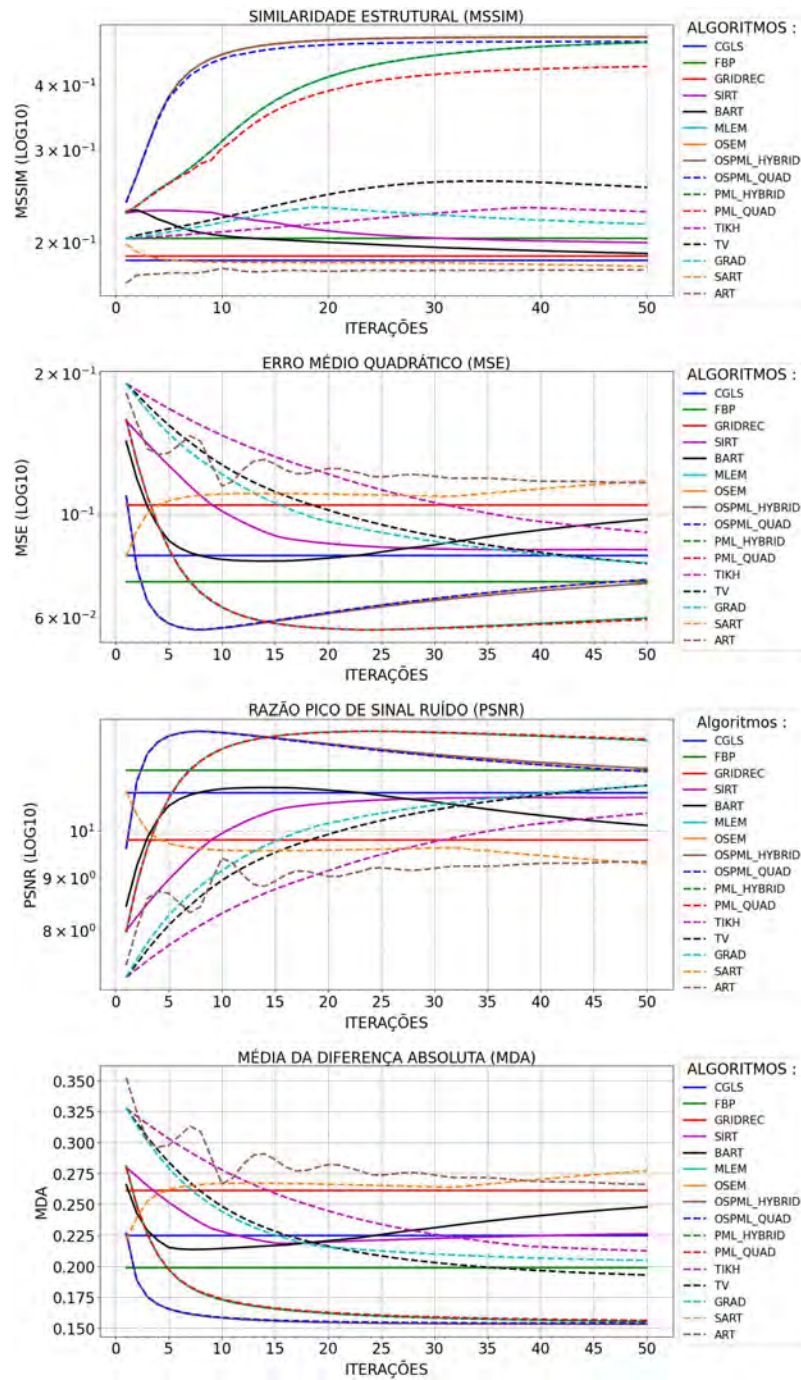 SIMILARIDADE ESTRUTURAL (MSSIM)
MSSIM (LOG10)
4 × 10⁻¹
3 × 10⁻¹
2 × 10⁻¹
0 5 10 15 20 25 30 35 40 45 50
ITERAÇÕES
ALGORITMOS :
CGLS
FBP
GRIDREC
SIRT
BART
MLEM
OSEM
OSPML_HYBRID
OSPML_QUAD
PML_HYBRID
PML_QUAD
TIKH
TV
GRAD
SART
ART
ERRO MÉDIO QUADRÁTICO (MSE)
MSE (LOG10)
2 × 10⁻¹
10⁻¹
6 × 10⁻²
0 5 10 15 20 25 30 35 40 45 50
ITERAÇÕES
ALGORITMOS :
CGLS
FBP
GRIDREC
SIRT
BART
MLEM
OSEM
OSPML_HYBRID
OSPML_QUAD
PML_HYBRID
PML_QUAD
TIKH
TV
GRAD
SART
ART
RAZÃO PICO DE SINAL RUÍDO (PSNR)
PSNR (LOG10)
10¹
9 × 10⁰
8 × 10⁰
0 5 10 15 20 25 30 35 40 45 50
ITERAÇÕES
Algoritmos :
CGLS
FBP
GRIDREC
SIRT
BART
MLEM
OSEM
OSPML_HYBRID
OSPML_QUAD
PML_HYBRID
PML_QUAD
TIKH
TV
GRAD
SART
ART
MÉDIA DA DIFERENÇA ABSOLUTA (MDA)
MDA
0.350
0.325
0.300
0.275
0.250
0.225
0.200
0.175
0.150
0 5 10 15 20 25 30 35 40 45 50
ITERAÇÕES
ALGORITMOS :
CGLS
FBP
GRIDREC
SIRT
BART
MLEM
OSEM
OSPML_HYBRID
OSPML_QUAD
PML_HYBRID
PML_QUAD
TIKH
TV
GRAD
SART
ART